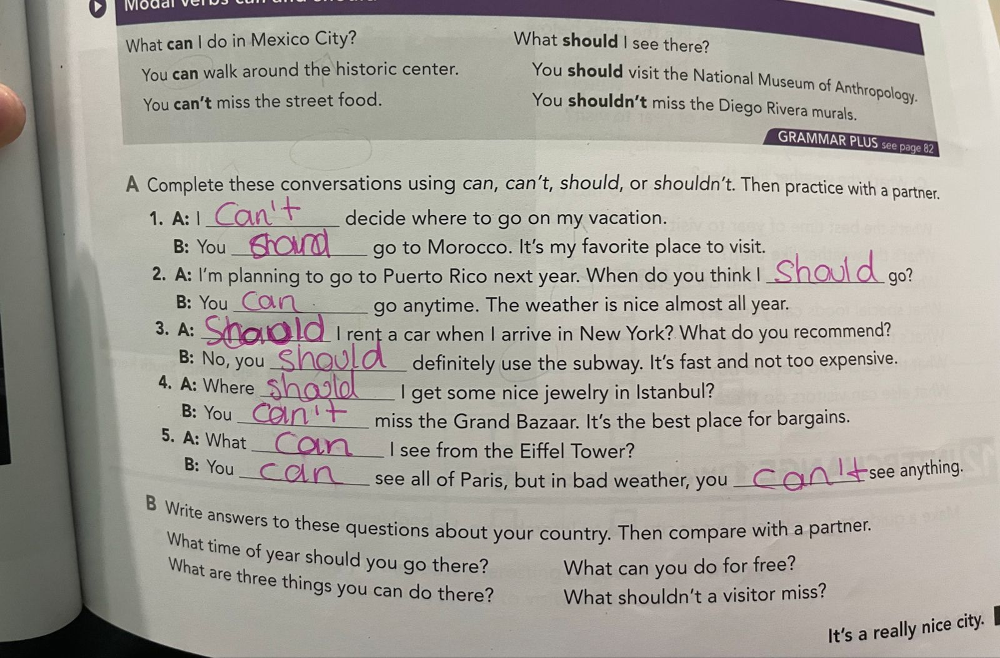 Modal verbs can and should
What can I do in Mexico City?
You can walk around the historic center.
You can't miss the street food.
What should I see there?
You should visit the National Museum of Anthropology.
You shouldn't miss the Diego Rivera murals.
GRAMMAR PLUS see page 82
A Complete these conversations using can, can't, should, or shouldn't. Then practice with a partner.
1. A: I Can't decide where to go on my vacation.
B: You should go to Morocco. It's my favorite place to visit.
2. A: I'm planning to go to Puerto Rico next year. When do you think I should go?
B: You can go anytime. The weather is nice almost all year.
3. A: Should I rent a car when I arrive in New York? What do you recommend?
B: No, you should definitely use the subway. It's fast and not too expensive.
4. A: Where should I get some nice jewelry in Istanbul?
B: You can't miss the Grand Bazaar. It's the best place for bargains.
5. A: What can I see from the Eiffel Tower?
B: You can see all of Paris, but in bad weather, you can't see anything.
B Write answers to these questions about your country. Then compare with a partner.
What time of year should you go there?
What are three things you can do there?
What can you do for free?
What shouldn't a visitor miss?
It's a really nice city.